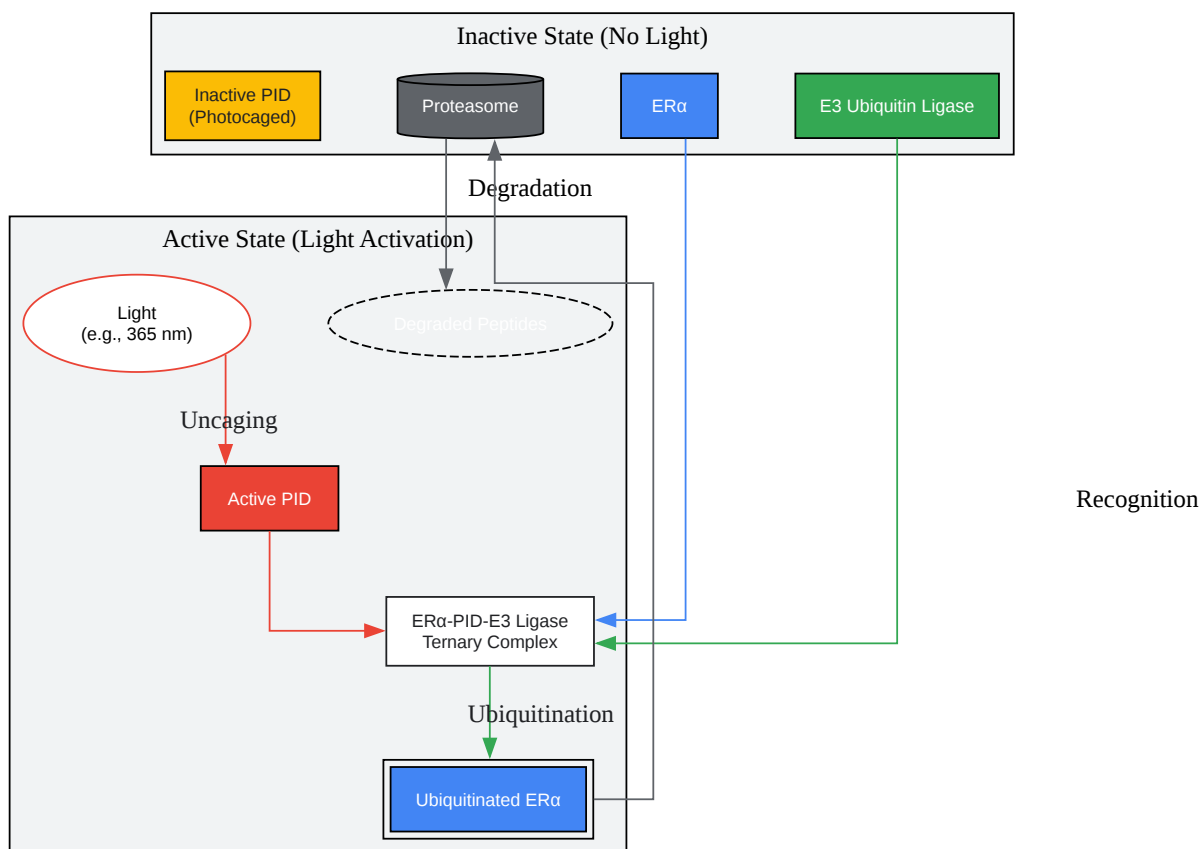 Inactive State (No Light)
Inactive PID
(Photocaged)
Proteasome
ERα
E3 Ubiquitin Ligase
Degradation
Active State (Light Activation)
Light
(e.g., 365 nm)
Degraded Peptides
Uncaging
Active PID
Recognition
ERα-PID-E3 Ligase
Ternary Complex
Ubiquitination
Ubiquitinated ERα